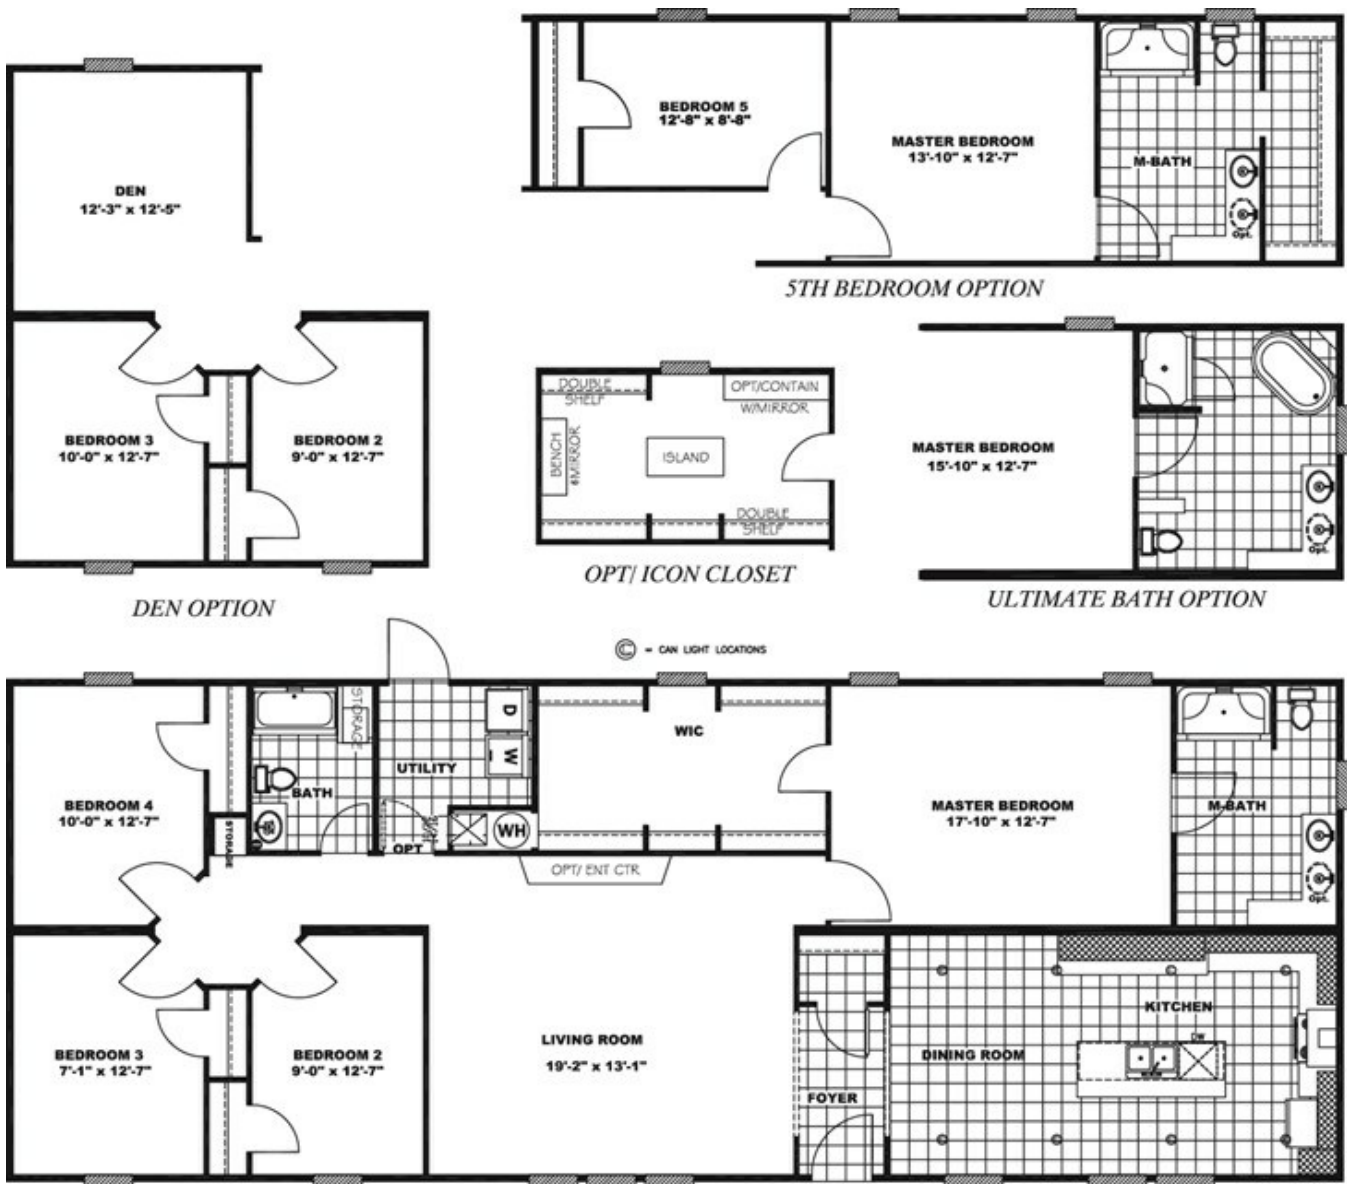 BEDROOM 5
12'-8" x 8'-8"
MASTER BEDROOM
13'-10" x 12'-7"
M-BATH
Opt.
5TH BEDROOM OPTION
DEN
12'-3" x 12'-5"
BEDROOM 3
10'-0" x 12'-7"
BEDROOM 2
9'-0" x 12'-7"
DEN OPTION
DOUBLE
SHELF
OPT/CONTAIN
W/MIRROR
BENCH
MIRROR
ISLAND
DOUBLE
SHELF
OPT/ ICON CLOSET
MASTER BEDROOM
15'-10" x 12'-7"
Opt.
ULTIMATE BATH OPTION
C = CAN LIGHT LOCATIONS
BEDROOM 4
10'-0" x 12'-7"
STORAGE
STORAGE
BATH
UTILITY
D
W
OPT
WH
WIC
OPT/ ENT CTR
MASTER BEDROOM
17'-10" x 12'-7"
M-BATH
Opt.
BEDROOM 3
7'-1" x 12'-7"
BEDROOM 2
9'-0" x 12'-7"
LIVING ROOM
19'-2" x 13'-1"
FOYER
DINING ROOM
KITCHEN
DW